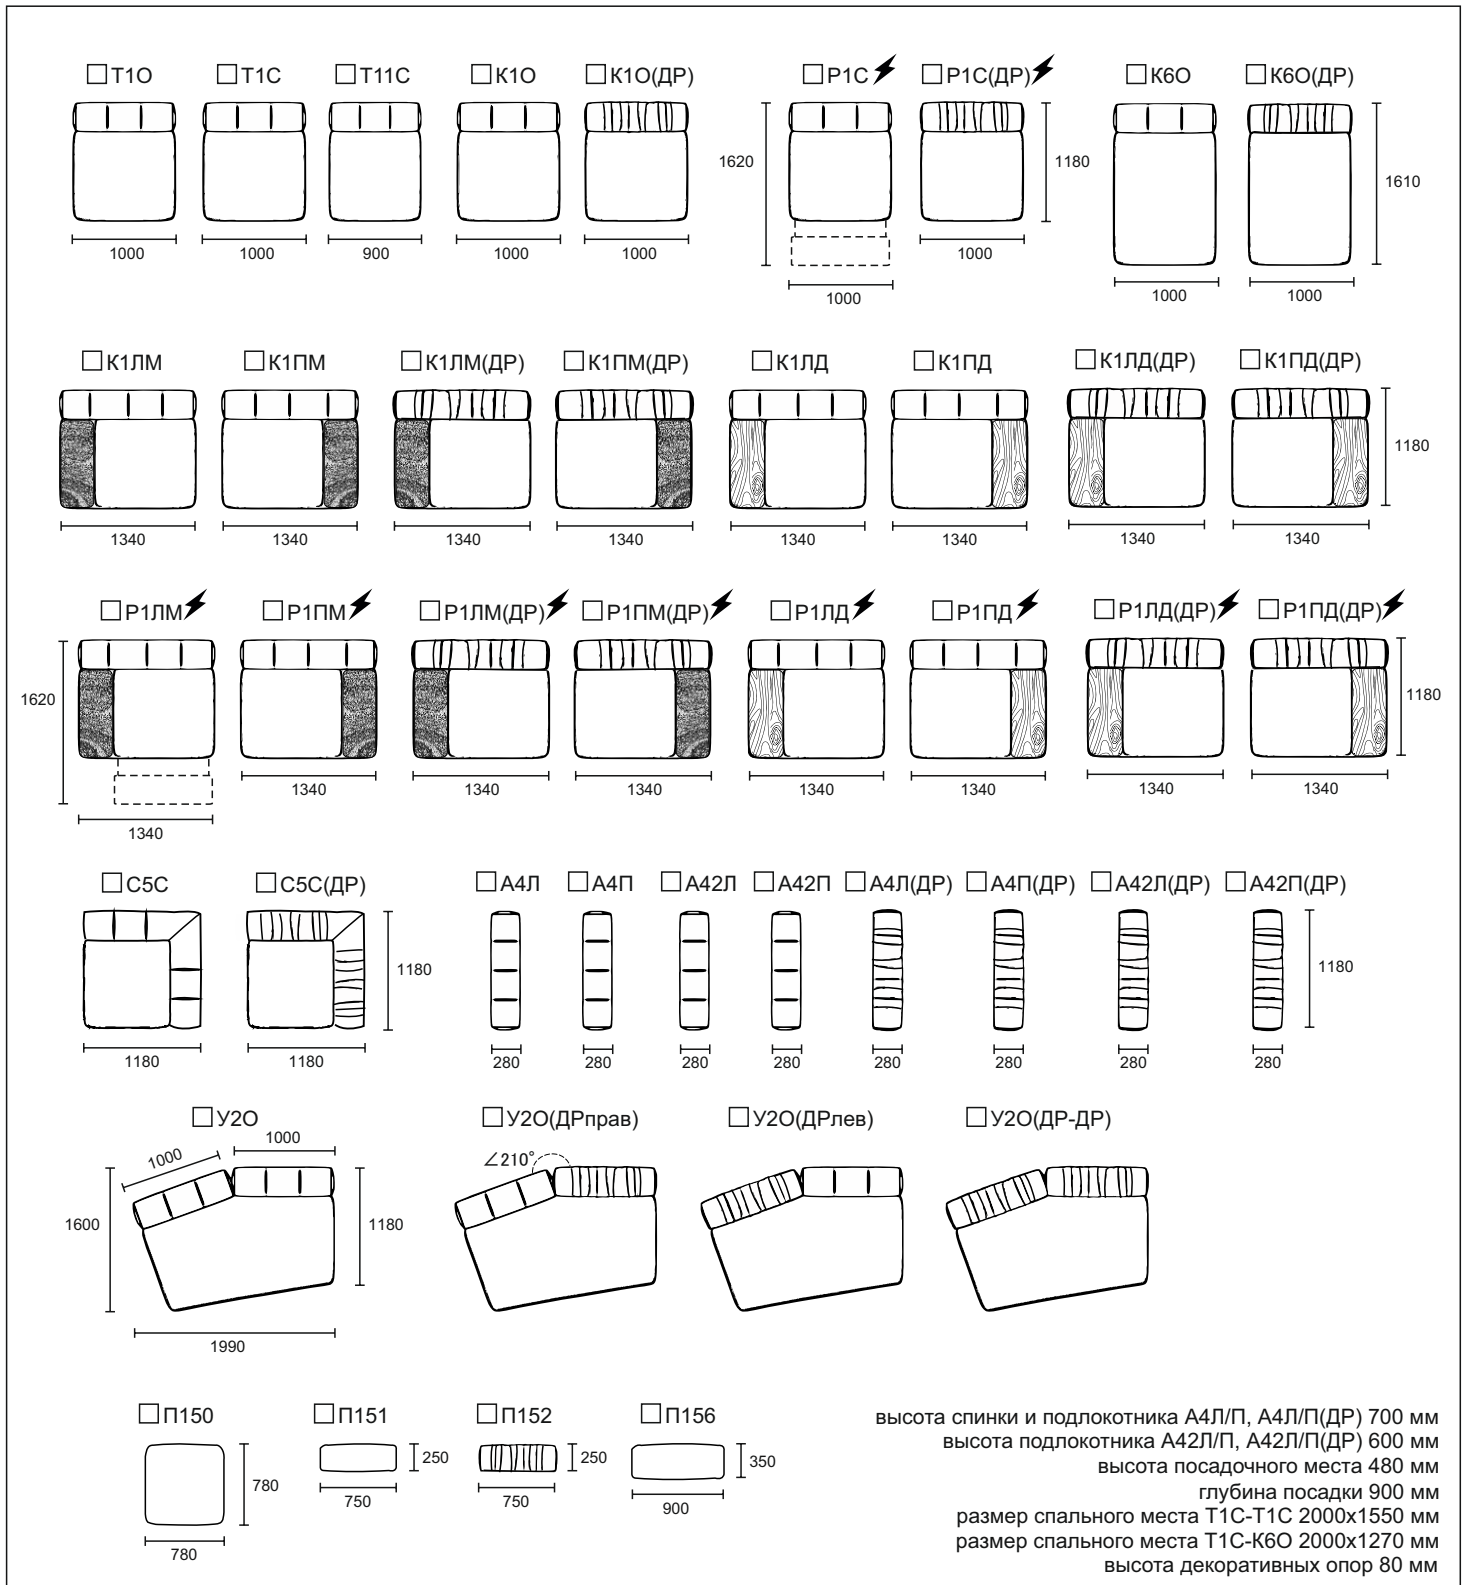 Т1О Т1С Т11С К1О К1О(ДР) Р1С Р1С(ДР) К6О К6О(ДР)
1620 1180 1610
1000 1000 900 1000 1000 1000
1000 1000 1000
К1ЛМ К1ПМ К1ЛМ(ДР) К1ПМ(ДР) К1ЛД К1ПД К1ЛД(ДР) К1ПД(ДР)
1180
1340 1340 1340 1340 1340 1340 1340 1340
Р1ЛМ Р1ПМ Р1ЛМ(ДР) Р1ПМ(ДР) Р1ЛД Р1ПД Р1ЛД(ДР) Р1ПД(ДР)
1620 1180
1340 1340 1340 1340 1340 1340 1340
1340
С5С С5С(ДР) А4Л А4П А42Л А42П А4Л(ДР) А4П(ДР) А42Л(ДР) А42П(ДР)
1180 1180
1180 1180 280 280 280 280 280 280 280 280
У2О У2О(ДРправ) У2О(ДРлев) У2О(ДР-ДР)
1000 1000 ∠210°
1600 1180
1990
П150 П151 П152 П156
780 250 250 350
750 750 900
780
высота спинки и подлокотника А4Л/П, А4Л/П(ДР) 700 мм
высота подлокотника А42Л/П, А42Л/П(ДР) 600 мм
высота посадочного места 480 мм
глубина посадки 900 мм
размер спального места Т1С-Т1С 2000х1550 мм
размер спального места Т1С-К6О 2000х1270 мм
высота декоративных опор 80 мм